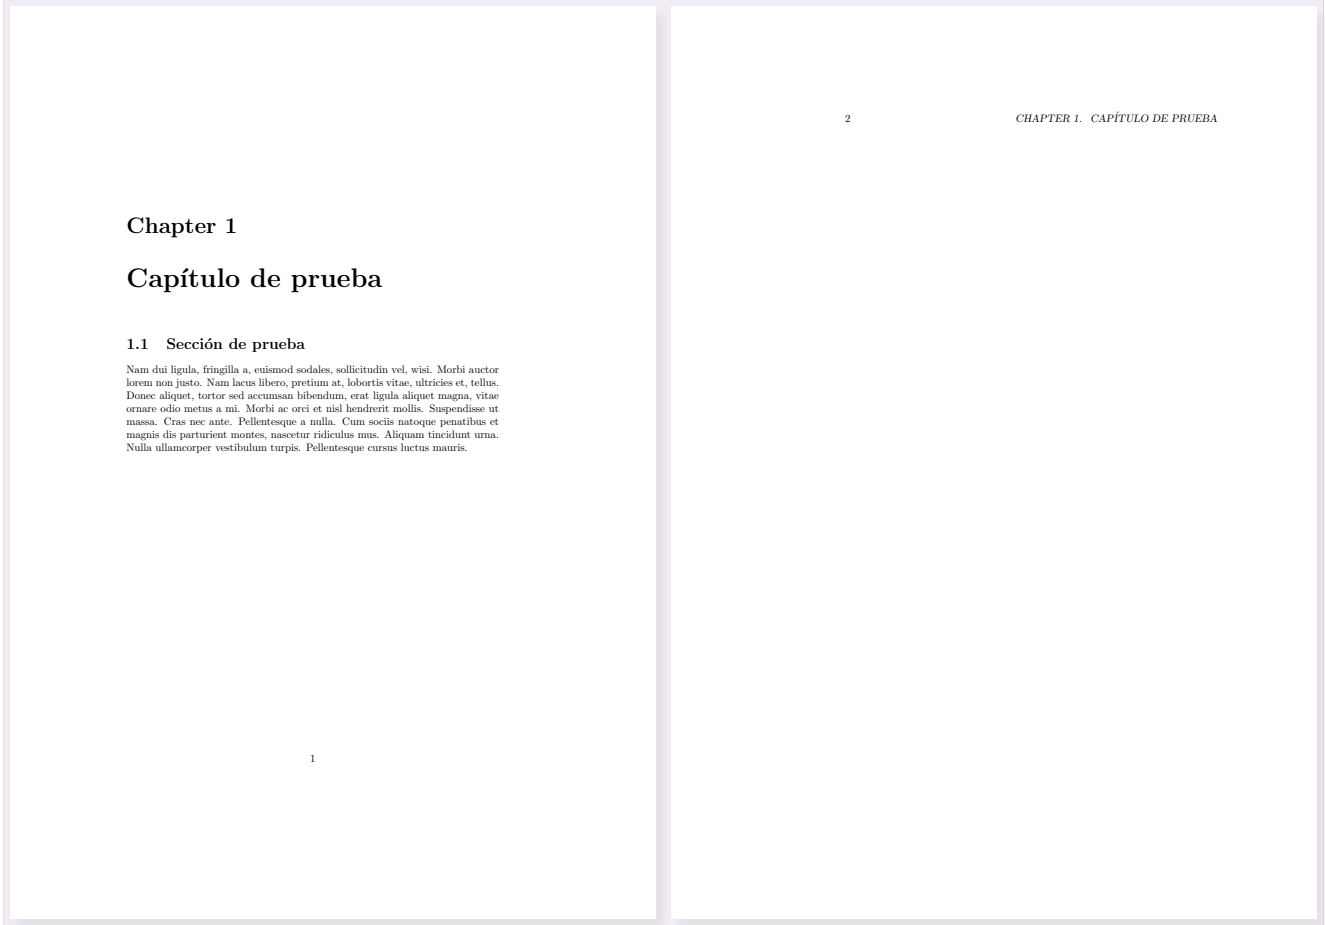 Chapter 1
Capítulo de prueba
1.1 Sección de prueba
Nam dui ligula, fringilla a, euismod sodales, sollicitudin vel, wisi. Morbi auctor
lorem non justo. Nam lacus libero, pretium at, lobortis vitae, ultricies et, tellus.
Donec aliquet, tortor sed accumsan bibendum, erat ligula aliquet magna, vitae
ornare odio metus a mi. Morbi ac orci et nisl hendrerit mollis. Suspendisse ut
massa. Cras nec ante. Pellentesque a nulla. Cum sociis natoque penatibus et
magnis dis parturient montes, nascetur ridiculus mus. Aliquam tincidunt urna.
Nulla ullamcorper vestibulum turpis. Pellentesque cursus luctus mauris.
1
2 CHAPTER 1. CAPÍTULO DE PRUEBA